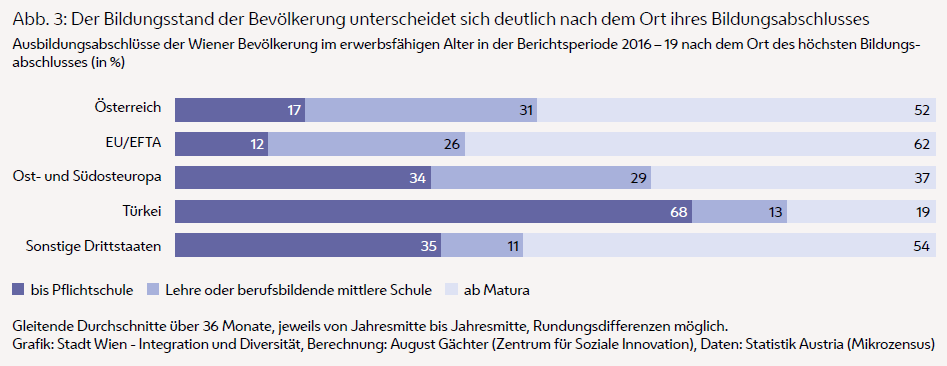 Abb. 3: Der Bildungsstand der Bevölkerung unterscheidet sich deutlich nach dem Ort ihres Bildungsabschlusses
Ausbildungsabschlüsse der Wiener Bevölkerung im erwerbsfähigen Alter in der Berichtsperiode 2016 – 19 nach dem Ort des höchsten Bildungs-
abschlusses (in %)
Österreich 17 31 52
EU/EFTA 12 26 62
Ost- und Südosteuropa 34 29 37
Türkei 68 13 19
Sonstige Drittstaaten 35 11 54
bis Pflichtschule Lehre oder berufsbildende mittlere Schule ab Matura
Gleitende Durchschnitte über 36 Monate, jeweils von Jahresmitte bis Jahresmitte, Rundungsdifferenzen möglich.
Grafik: Stadt Wien - Integration und Diversität, Berechnung: August Gächter (Zentrum für Soziale Innovation), Daten: Statistik Austria (Mikrozensus)